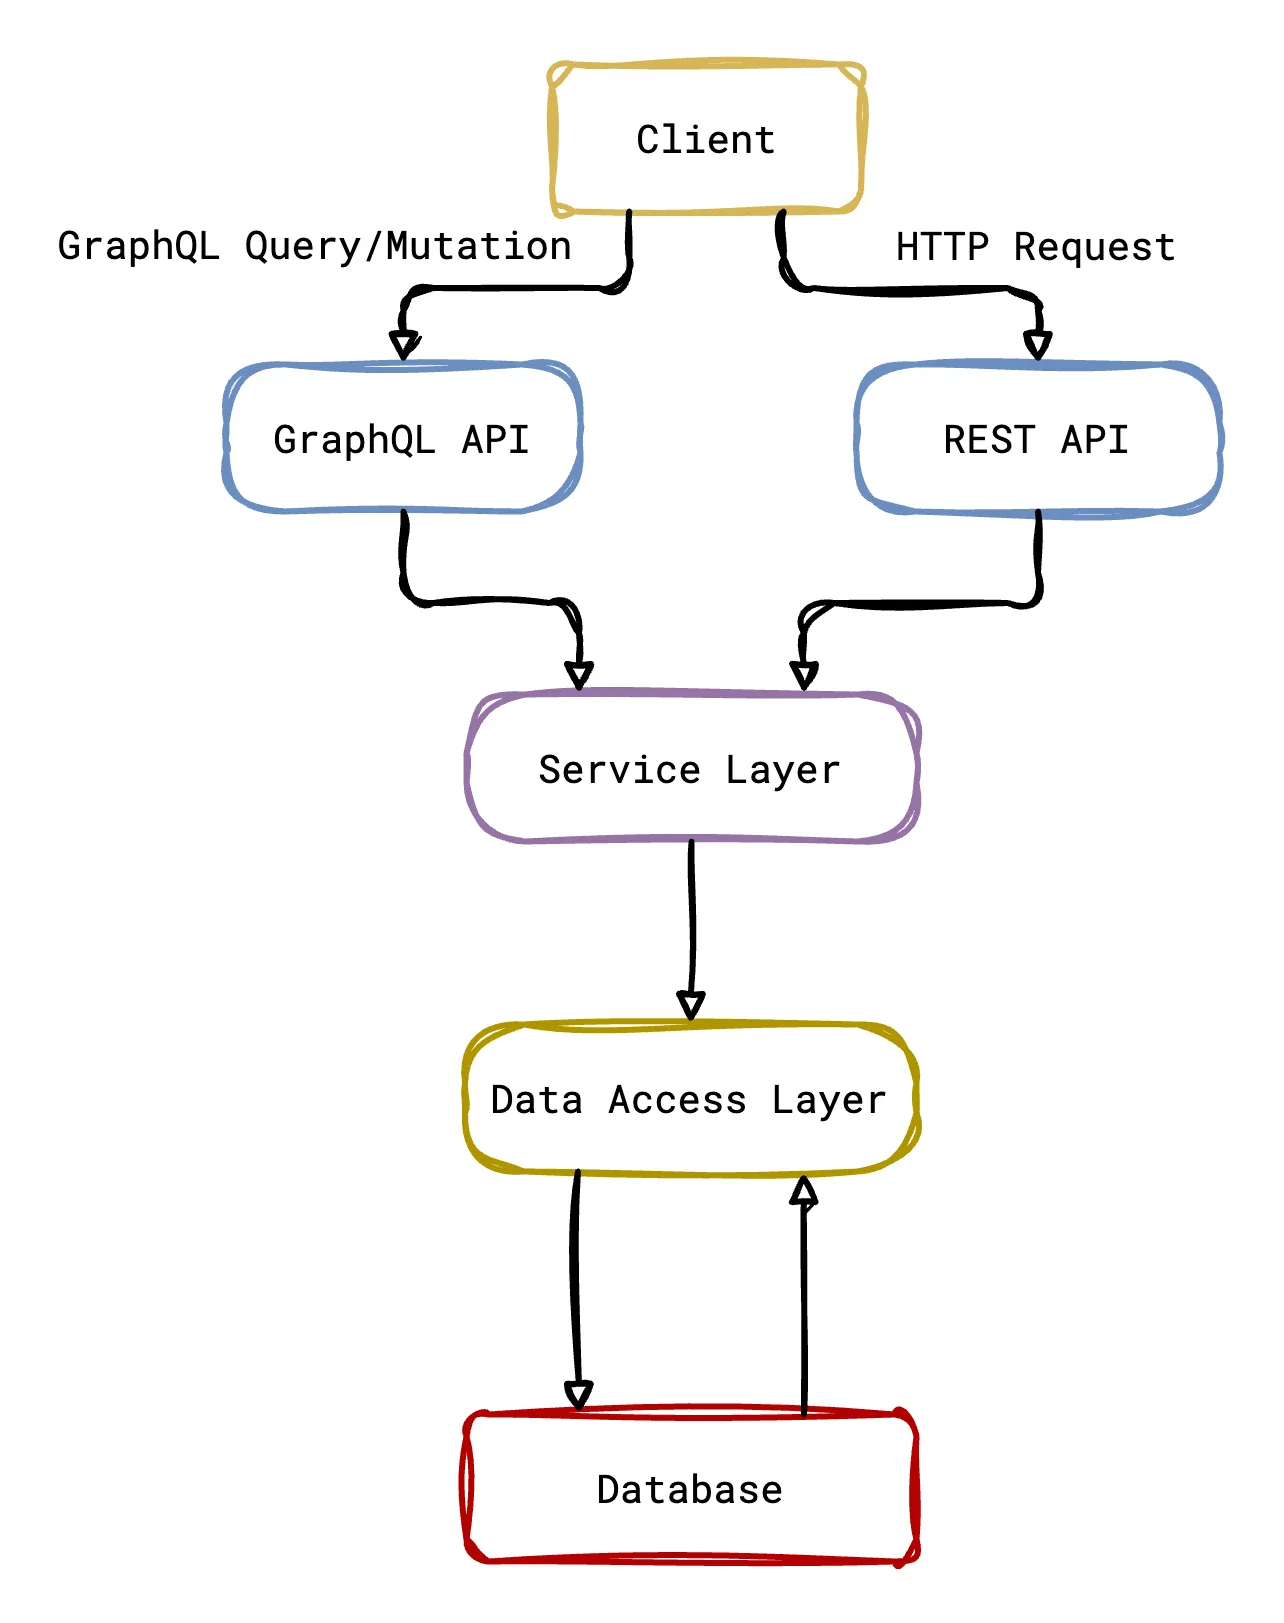 Client
GraphQL Query/Mutation
HTTP Request
GraphQL API
REST API
Service Layer
Data Access Layer
Database